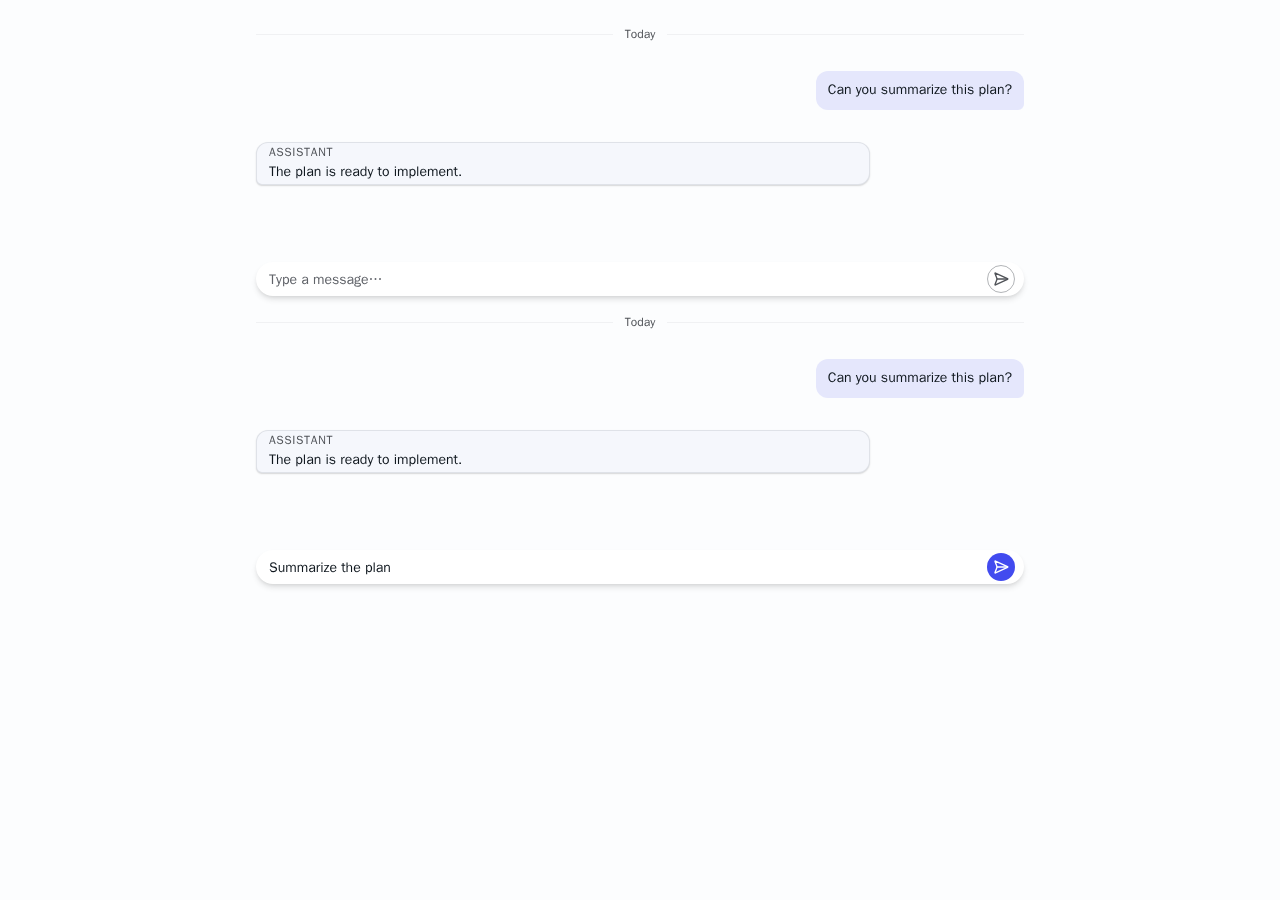 Today
Can you summarize this plan?
ASSISTANT
The plan is ready to implement.
Type a message…
Today
Can you summarize this plan?
ASSISTANT
The plan is ready to implement.
Summarize the plan